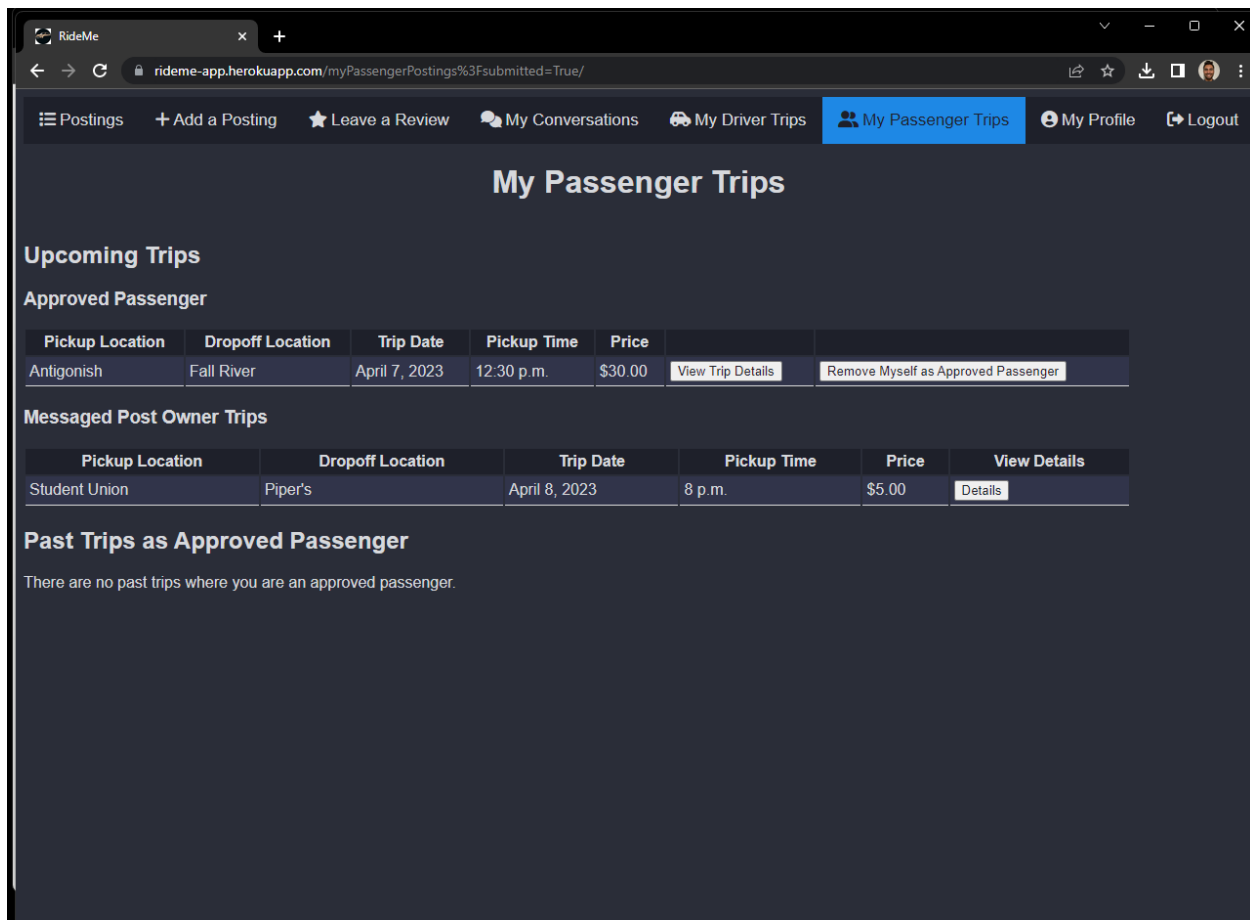 RideMe
rideme-app.herokuapp.com/myPassengerPostings%3Fsubmitted=True/
Postings Add a Posting Leave a Review My Conversations My Driver Trips My Passenger Trips My Profile Logout
My Passenger Trips
Upcoming Trips
Approved Passenger
Pickup Location Dropoff Location Trip Date Pickup Time Price
Antigonish Fall River April 7, 2023 12:30 p.m. $30.00 View Trip Details Remove Myself as Approved Passenger
Messaged Post Owner Trips
Pickup Location Dropoff Location Trip Date Pickup Time Price View Details
Student Union Piper's April 8, 2023 8 p.m. $5.00 Details
Past Trips as Approved Passenger
There are no past trips where you are an approved passenger.